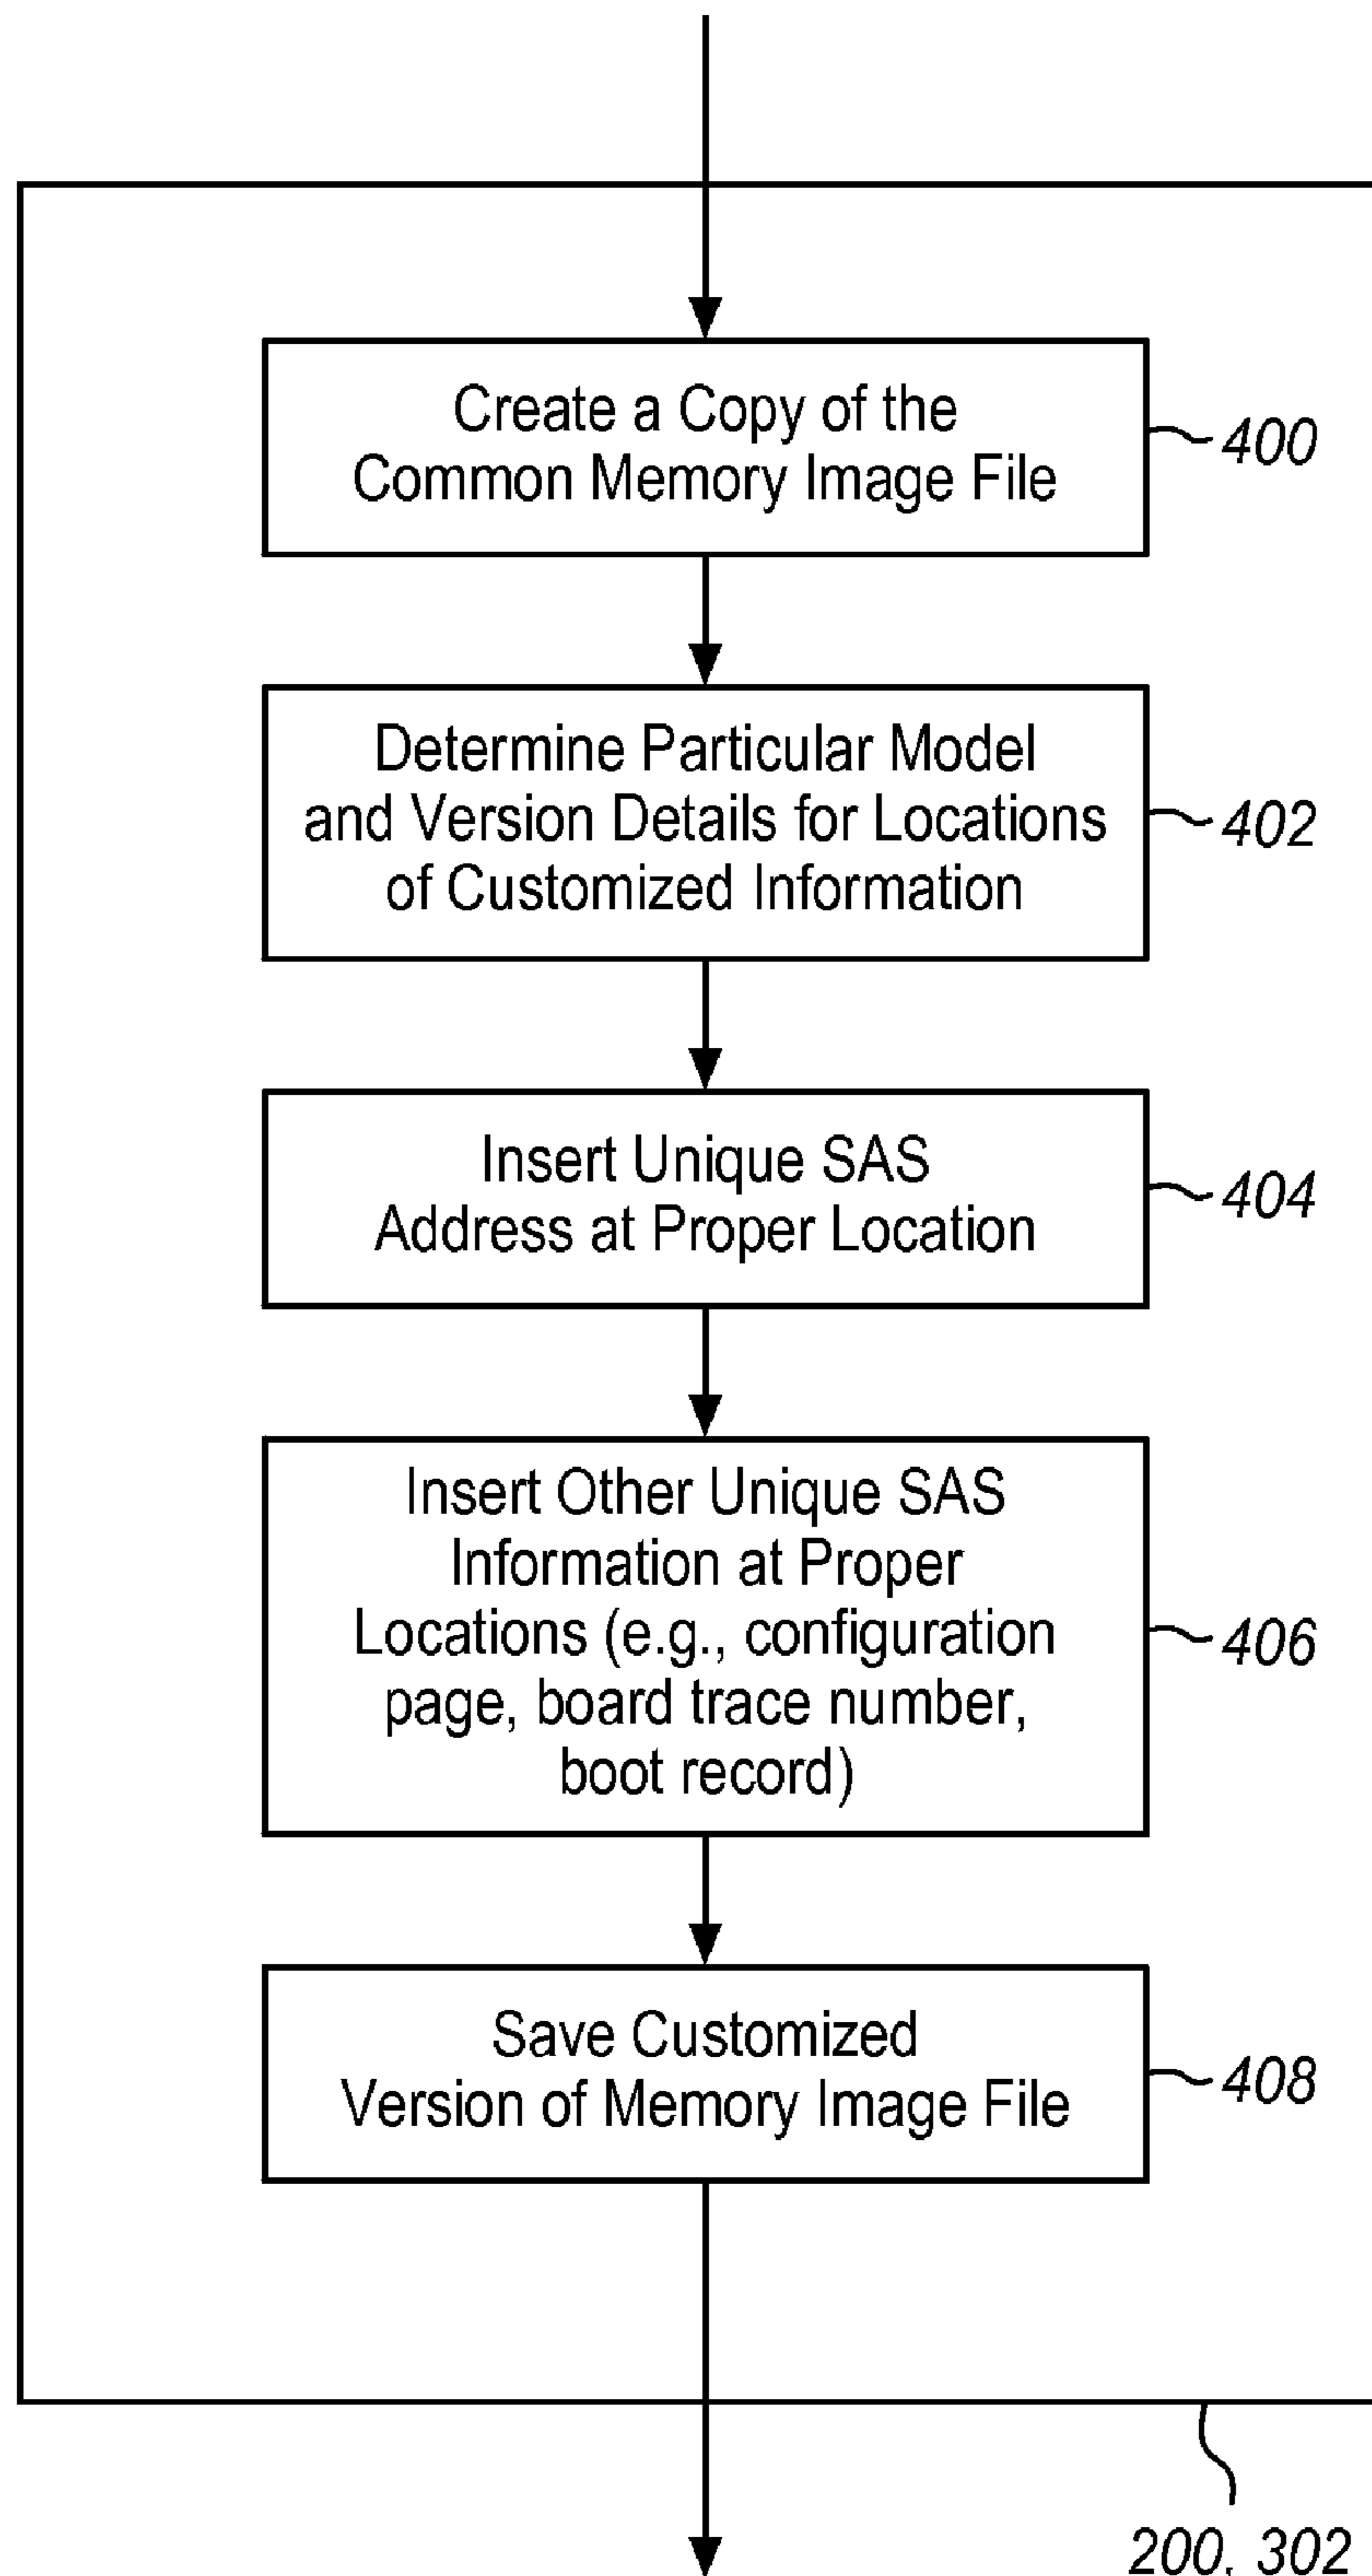 Create a Copy of the
Common Memory Image File
400
Determine Particular Model
and Version Details for Locations
of Customized Information
402
Insert Unique SAS
Address at Proper Location
404
Insert Other Unique SAS
Information at Proper
Locations (e.g., configuration
page, board trace number,
boot record)
406
Save Customized
Version of Memory Image File
408
200, 302